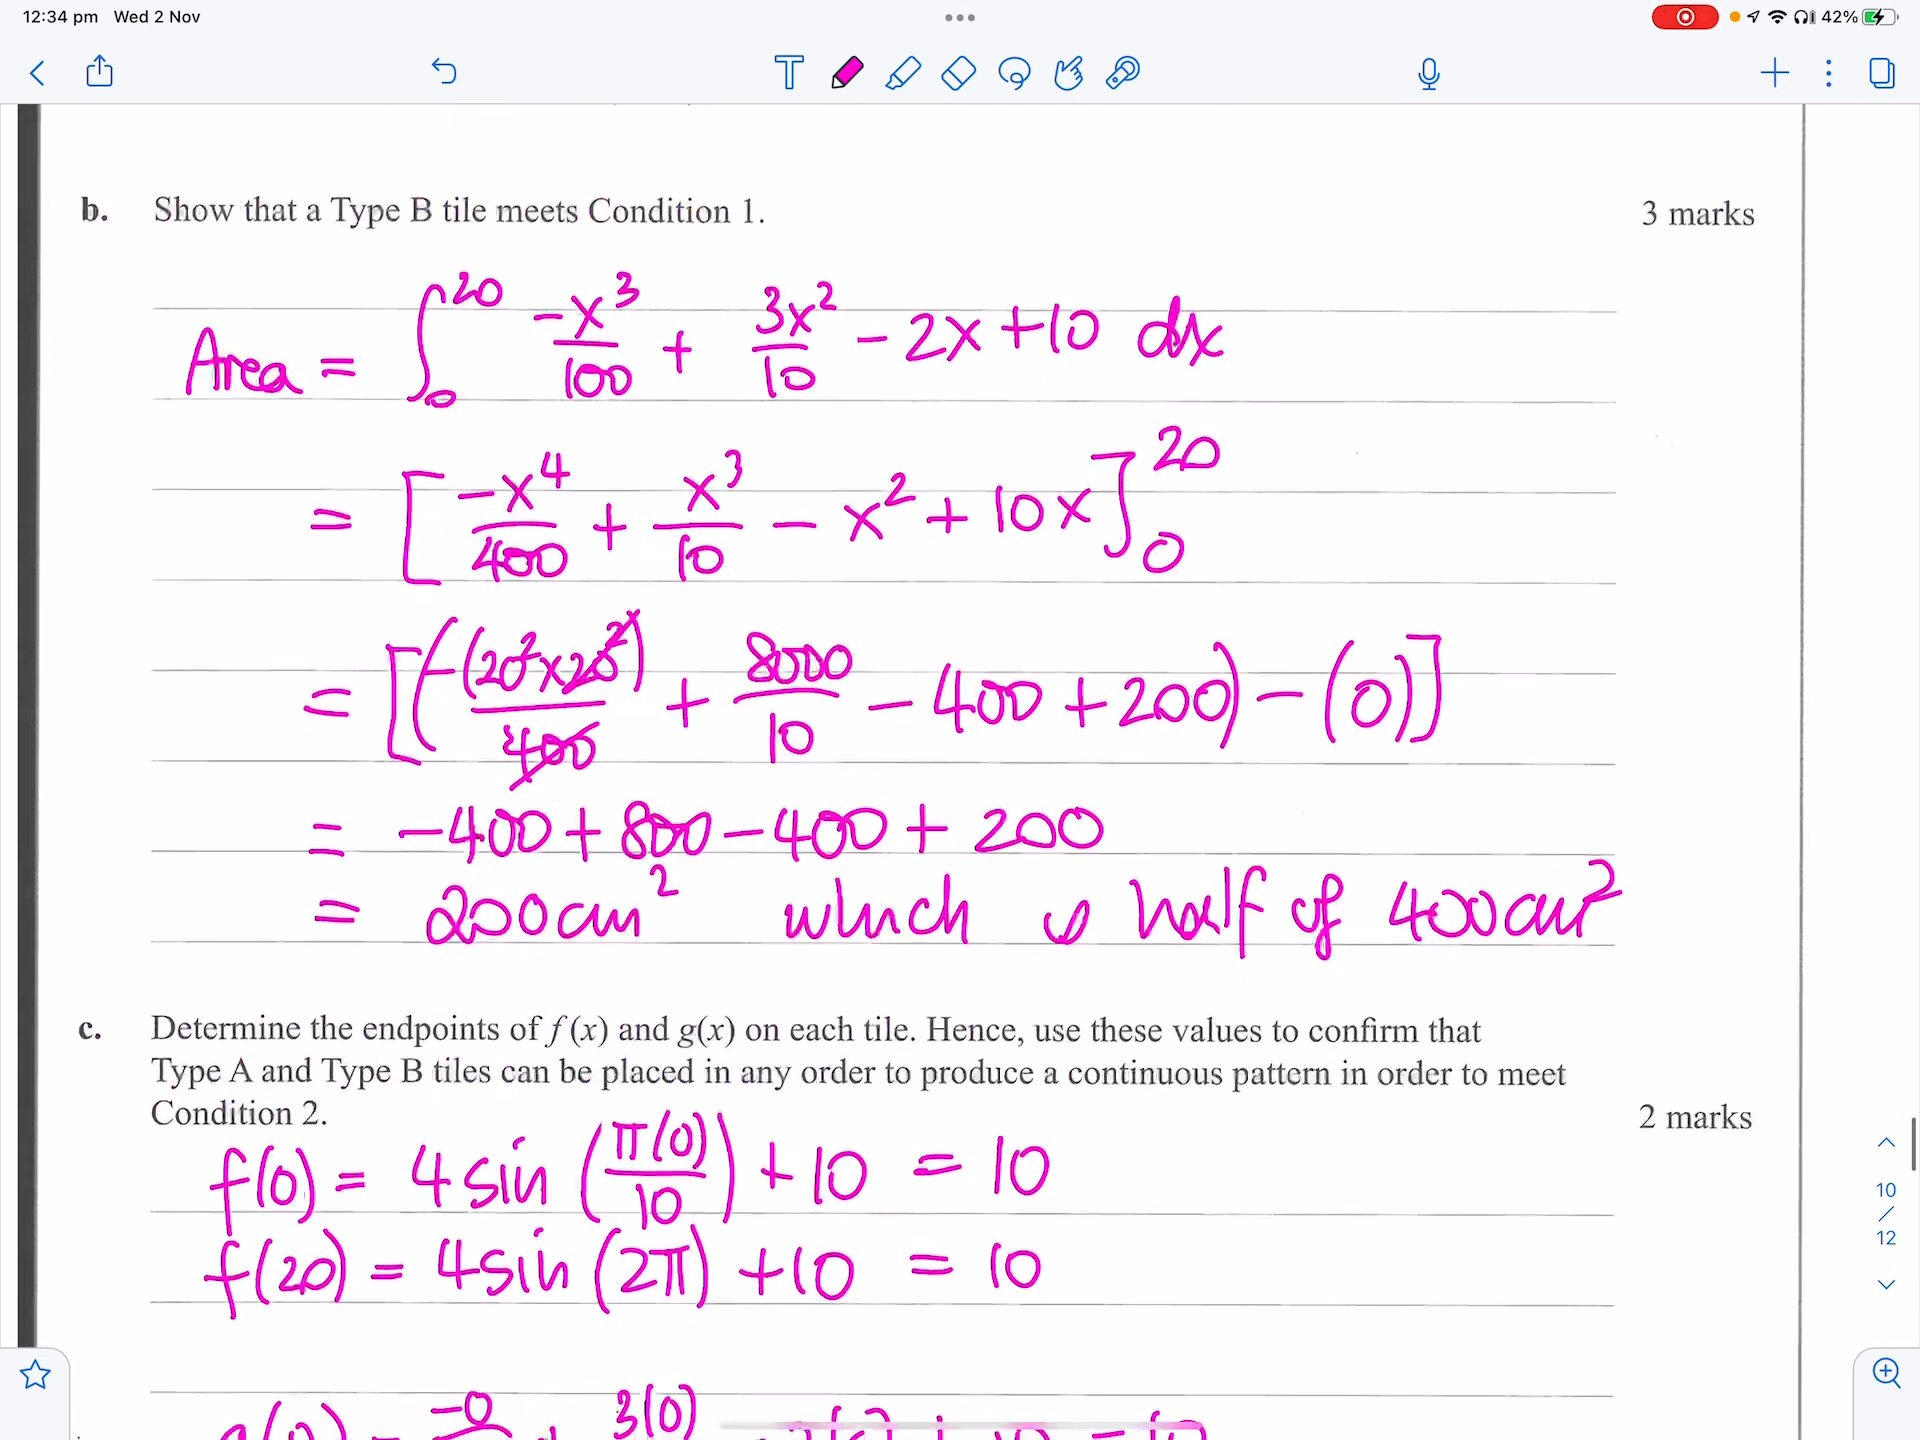 12:34 pm Wed 2 Nov 42%
b. Show that a Type B tile meets Condition 1. 3 marks
Area = ∫₀²⁰ -x³/100 + 3x²/10 - 2x + 10 dx
= [-x⁴/400 + x³/10 - x² + 10x]₀²⁰
= [(-(20² x 20²)/400 + 8000/10 - 400 + 200) - (0)]
= -400 + 800 - 400 + 200
= 200cm² which is half of 400cm²
c. Determine the endpoints of f(x) and g(x) on each tile. Hence, use these values to confirm that
Type A and Type B tiles can be placed in any order to produce a continuous pattern in order to meet
Condition 2. 2 marks
f(0) = 4sin (π(0)/10) + 10 = 10
f(20) = 4sin (2π) + 10 = 10
-0 3(0)
10
/
12